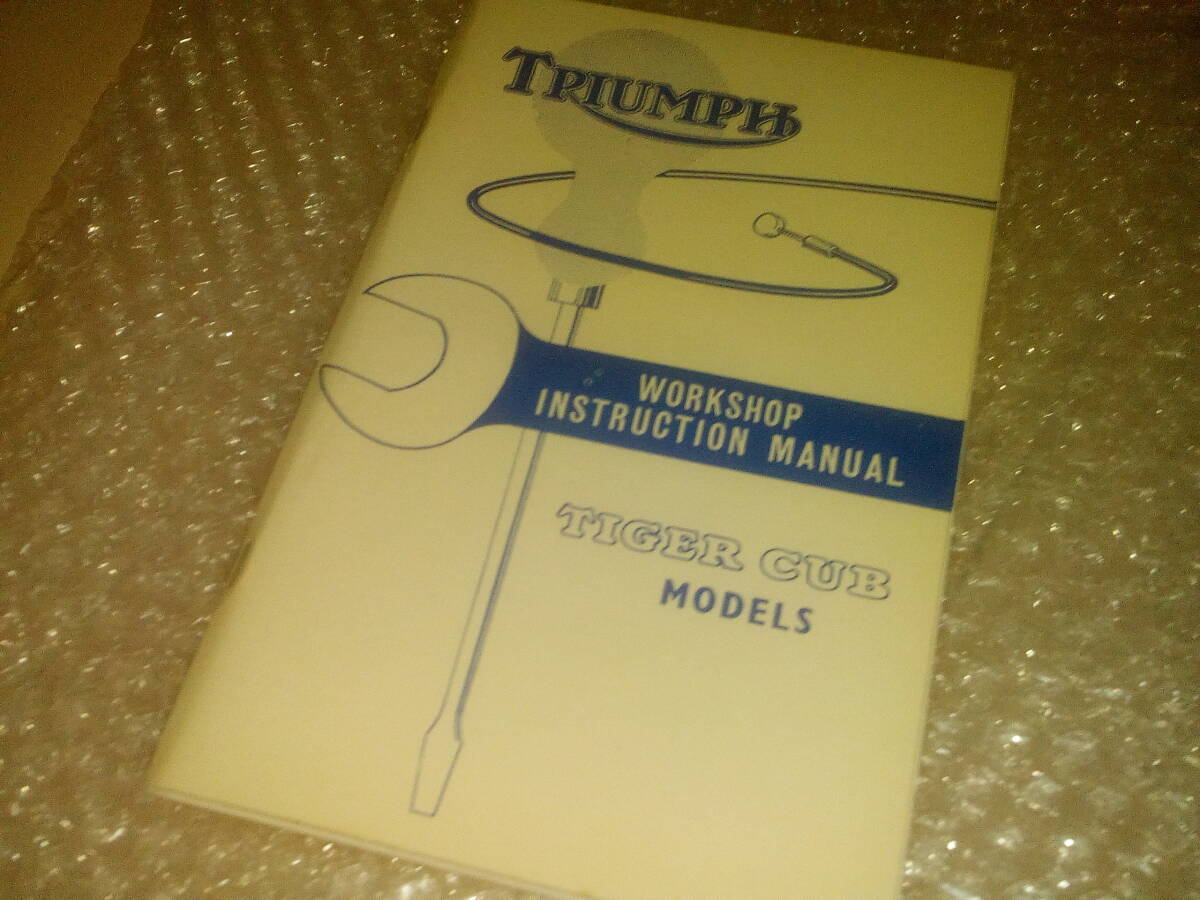 TRIUMPH
WORKSHOP
INSTRUCTION MANUAL
TIGER CUB
MODELS